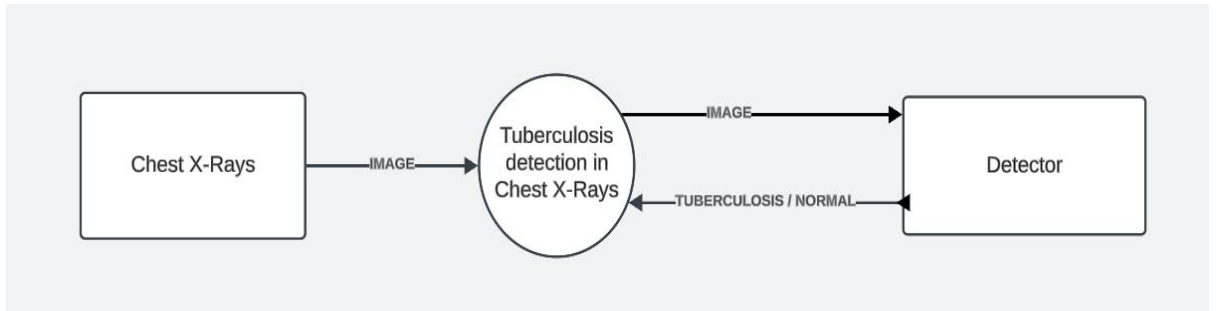 Chest X-Rays
IMAGE
Tuberculosis
detection in
Chest X-Rays
IMAGE
TUBERCULOSIS / NORMAL
Detector